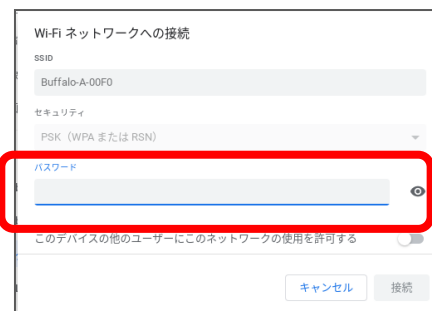 Wi-Fi ネットワークへの接続
SSID
Buffalo-A-00F0
セキュリティ
PSK（WPA または RSN）
パスワード
このデバイスの他のユーザーにこのネットワークの使用を許可する
キャンセル 接続